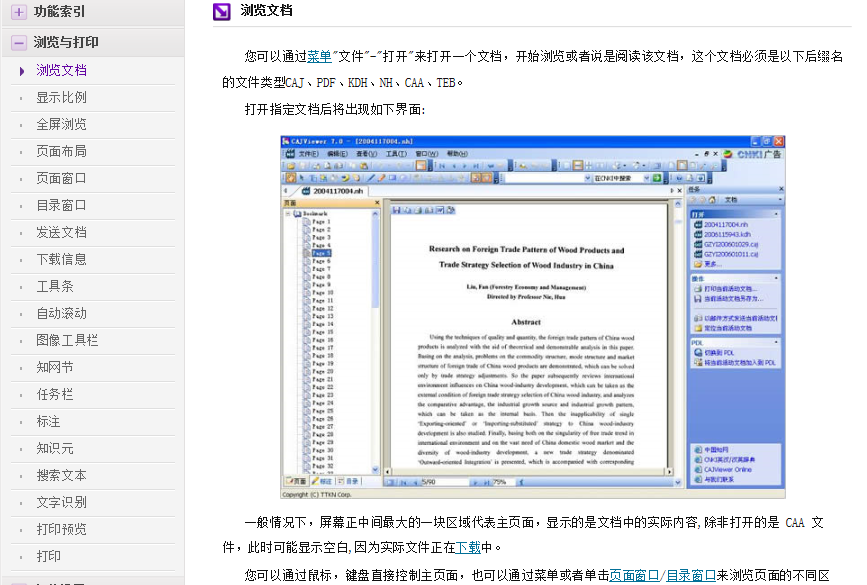 功能索引
浏览与打印
浏览文档
显示比例
全屏浏览
页面布局
页面窗口
目录窗口
发送文档
下载信息
工具条
自动滚动
图像工具栏
知网节
任务栏
标注
知识元
搜索文本
文字识别
打印预览
打印
浏览文档
您可以通过菜单"文件"-"打开"来打开一个文档，开始浏览或者说是阅读该文档，这个文档必须是以下后缀名
的文件类型CAJ、PDF、KDH、NH、CAA、TEB。
打开指定文档后将出现如下界面:
CAJViewer 7.0 - [2004117004.nh]
文件(F) 编辑(E) 查看(V) 工具(T) 窗口(W) 帮助(H)
CNKI广告
在CNKI中搜索
2004117004.nh
页面
Bookmark
Page 1
Page 2
Page 3
Page 4
Page 5
Page 6
Page 7
Page 8
Page 9
Page 10
Page 11
Page 12
Page 13
Page 14
Page 15
Page 16
Page 17
Page 18
Page 19
Page 20
Page 21
Page 22
Page 23
Page 24
Page 25
Page 26
Page 27
Page 28
Page 29
Page 30
Page 31
Page 32
页面 标注 目录
Research on Foreign Trade Pattern of Wood Products and
Trade Strategy Selection of Wood Industry in China
Liu, Fan (Forestry Economy and Management)
Directed by Professor Nie, Hua
Abstract
Using the techniques of quality and quantity, the foreign trade pattern of China wood
products is analyzed with the aid of theoretical and demonstrable analysis in this paper.
Basing on the analysis, problems on the commodity structure, mode structure and market
structure of foreign trade of China wood products are demonstrated, which can be solved
only by trade strategy adjustments. So the paper subsequently reviews international
environment influences on China wood-industry development, which can be taken as the
external condition of foreign trade strategy selection of China wood industry, and analyzes
the comparative advantage, the industrial growth source and industrial growth pattern,
which can be taken as the internal basis. Then the inapplicability of single
'Exporting-oriented' or 'Importing-substituted' strategy to China wood-industry
development is also studied. Finally, basing both on the singularity of free trade trend in
international environment and on the vast need of China domestic wood market and the
diversity of wood-industry development, a new trade strategy denominated
'Outward-oriented Integration' is presented, which is accompanied with corresponding
5/90
75%
任务
文档
打开
2004117004.nh
2006115943.kdh
GZYJ200601029.caj
GZYJ200601011.caj
更多...
操作
打印当前活动文档...
将当前活动文档另存为...
以邮件方式发送当前活动文档
定位当前活动文档
PDL
切换到 PDL
将当前活动文档加入到 PDL
中国知网
CNKI英汉/汉英辞典
CAJViewer Online
与我们联系
Copyright (C) TTKN Corp.
一般情况下，屏幕正中间最大的一块区域代表主页面，显示的是文档中的实际内容,除非打开的是 CAA 文
件，此时可能显示空白,因为实际文件正在下载中。
您可以通过鼠标，键盘直接控制主页面，也可以通过菜单或者单击页面窗口/目录窗口来浏览页面的不同区